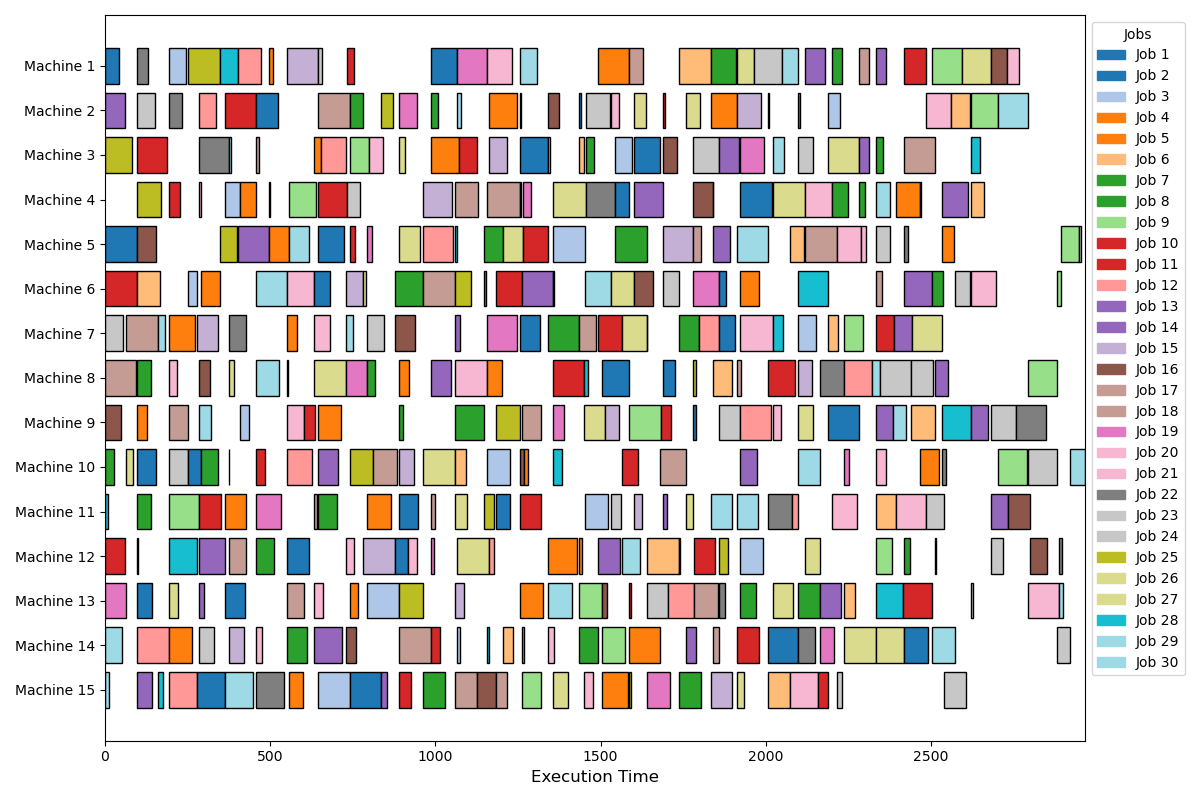 Machine 1
Machine 2
Machine 3
Machine 4
Machine 5
Machine 6
Machine 7
Machine 8
Machine 9
Machine 10
Machine 11
Machine 12
Machine 13
Machine 14
Machine 15
0 500 1000 1500 2000 2500
Execution Time
Jobs
Job 1
Job 2
Job 3
Job 4
Job 5
Job 6
Job 7
Job 8
Job 9
Job 10
Job 11
Job 12
Job 13
Job 14
Job 15
Job 16
Job 17
Job 18
Job 19
Job 20
Job 21
Job 22
Job 23
Job 24
Job 25
Job 26
Job 27
Job 28
Job 29
Job 30